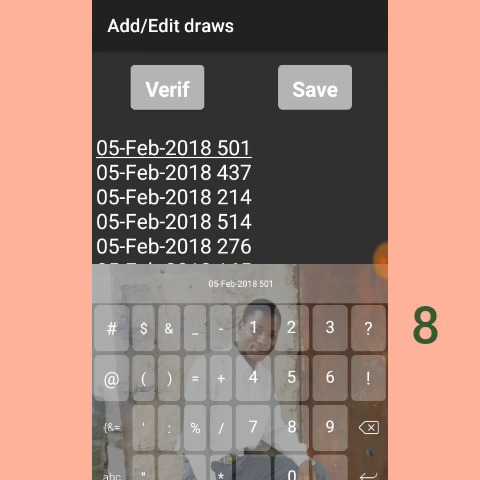 Add/Edit draws
Verif Save
05-Feb-2018 501
05-Feb-2018 437
05-Feb-2018 214
05-Feb-2018 514
05-Feb-2018 276
05-Feb-2018 501
# $ & _ - 1 2 3 ?
@ ( ) = + 4 5 6 !
{&= ' : % / 7 8 9
abc " * 0
8